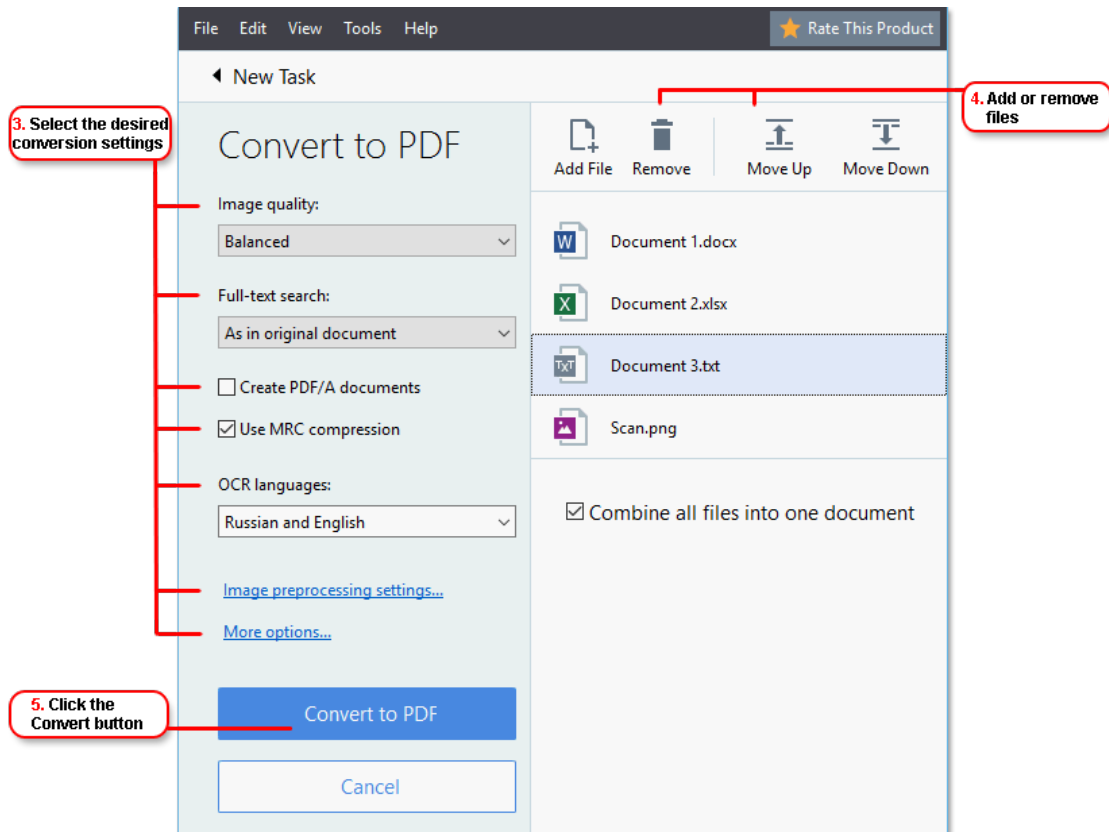 File Edit View Tools Help
Rate This Product
New Task
3. Select the desired
conversion settings
4. Add or remove
files
Convert to PDF
Add File Remove Move Up Move Down
Image quality:
Balanced
Full-text search:
As in original document
Create PDF/A documents
Use MRC compression
OCR languages:
Russian and English
Image preprocessing settings...
More options...
5. Click the
Convert button
Convert to PDF
Cancel
W Document 1.docx
X Document 2.xlsx
TXT Document 3.txt
Scan.png
Combine all files into one document